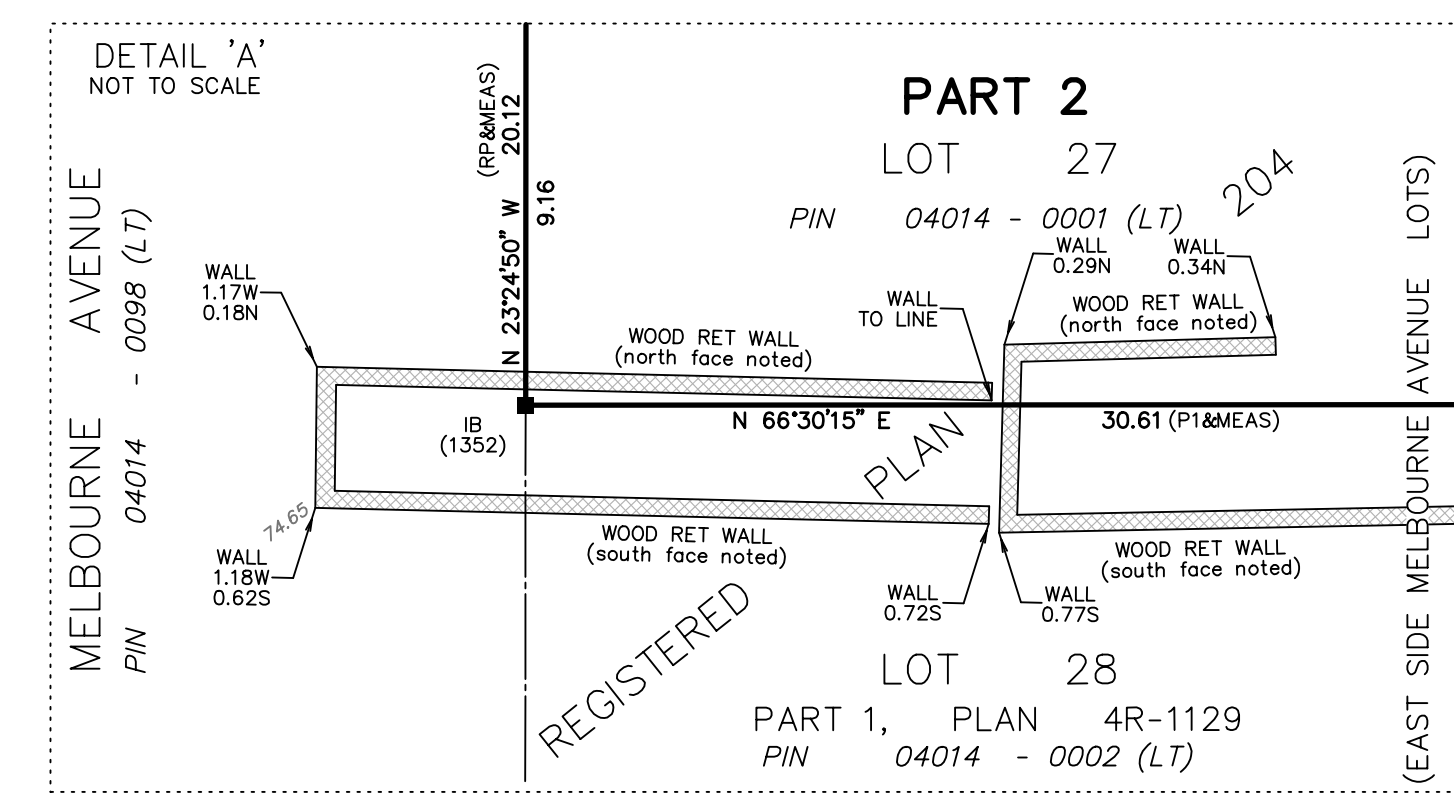 DETAIL 'A'
NOT TO SCALE
PART 2
LOT 27
PIN 04014 - 0001 (LT)
204
(RP&MEAS)
N 23°24'50" W 20.12
9.16
MELBOURNE AVENUE
PIN 04014 - 0098 (LT)
WALL
1.17W
0.18N
WALL
0.29N
WALL
0.34N
WALL
TO LINE
WOOD RET WALL
(north face noted)
WOOD RET WALL
(north face noted)
IB
(1352)
N 66°30'15" E
30.61 (P1&MEAS)
PLAN
74.65
WALL
1.18W
0.62S
WOOD RET WALL
(south face noted)
WOOD RET WALL
(south face noted)
WALL
0.72S
WALL
0.77S
REGISTERED
LOT 28
PART 1, PLAN 4R-1129
PIN 04014 - 0002 (LT)
(EAST SIDE MELBOURNE AVENUE LOTS)